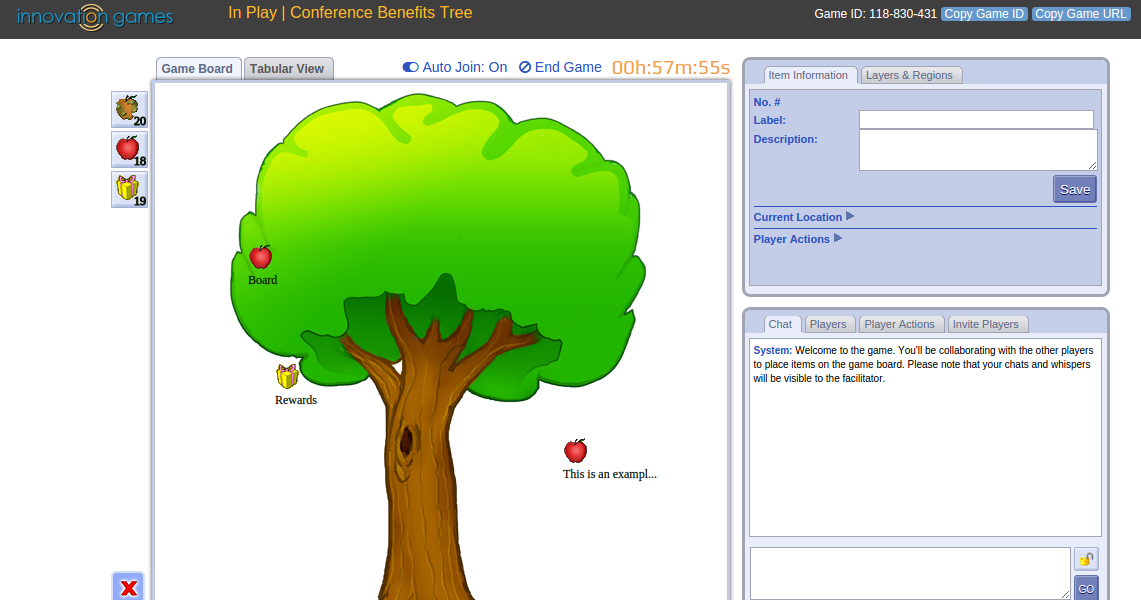 innovation games
In Play | Conference Benefits Tree
Game ID: 118-830-431 Copy Game ID Copy Game URL
Game Board Tabular View
Auto Join: On End Game 00h:57m:55s
20
18
19
Board
Rewards
This is an exampl...
Item Information Layers & Regions
No. #
Label:
Description:
Save
Current Location
Player Actions
Chat Players Player Actions Invite Players
System: Welcome to the game. You'll be collaborating with the other players
to place items on the game board. Please note that your chats and whispers
will be visible to the facilitator.
GO